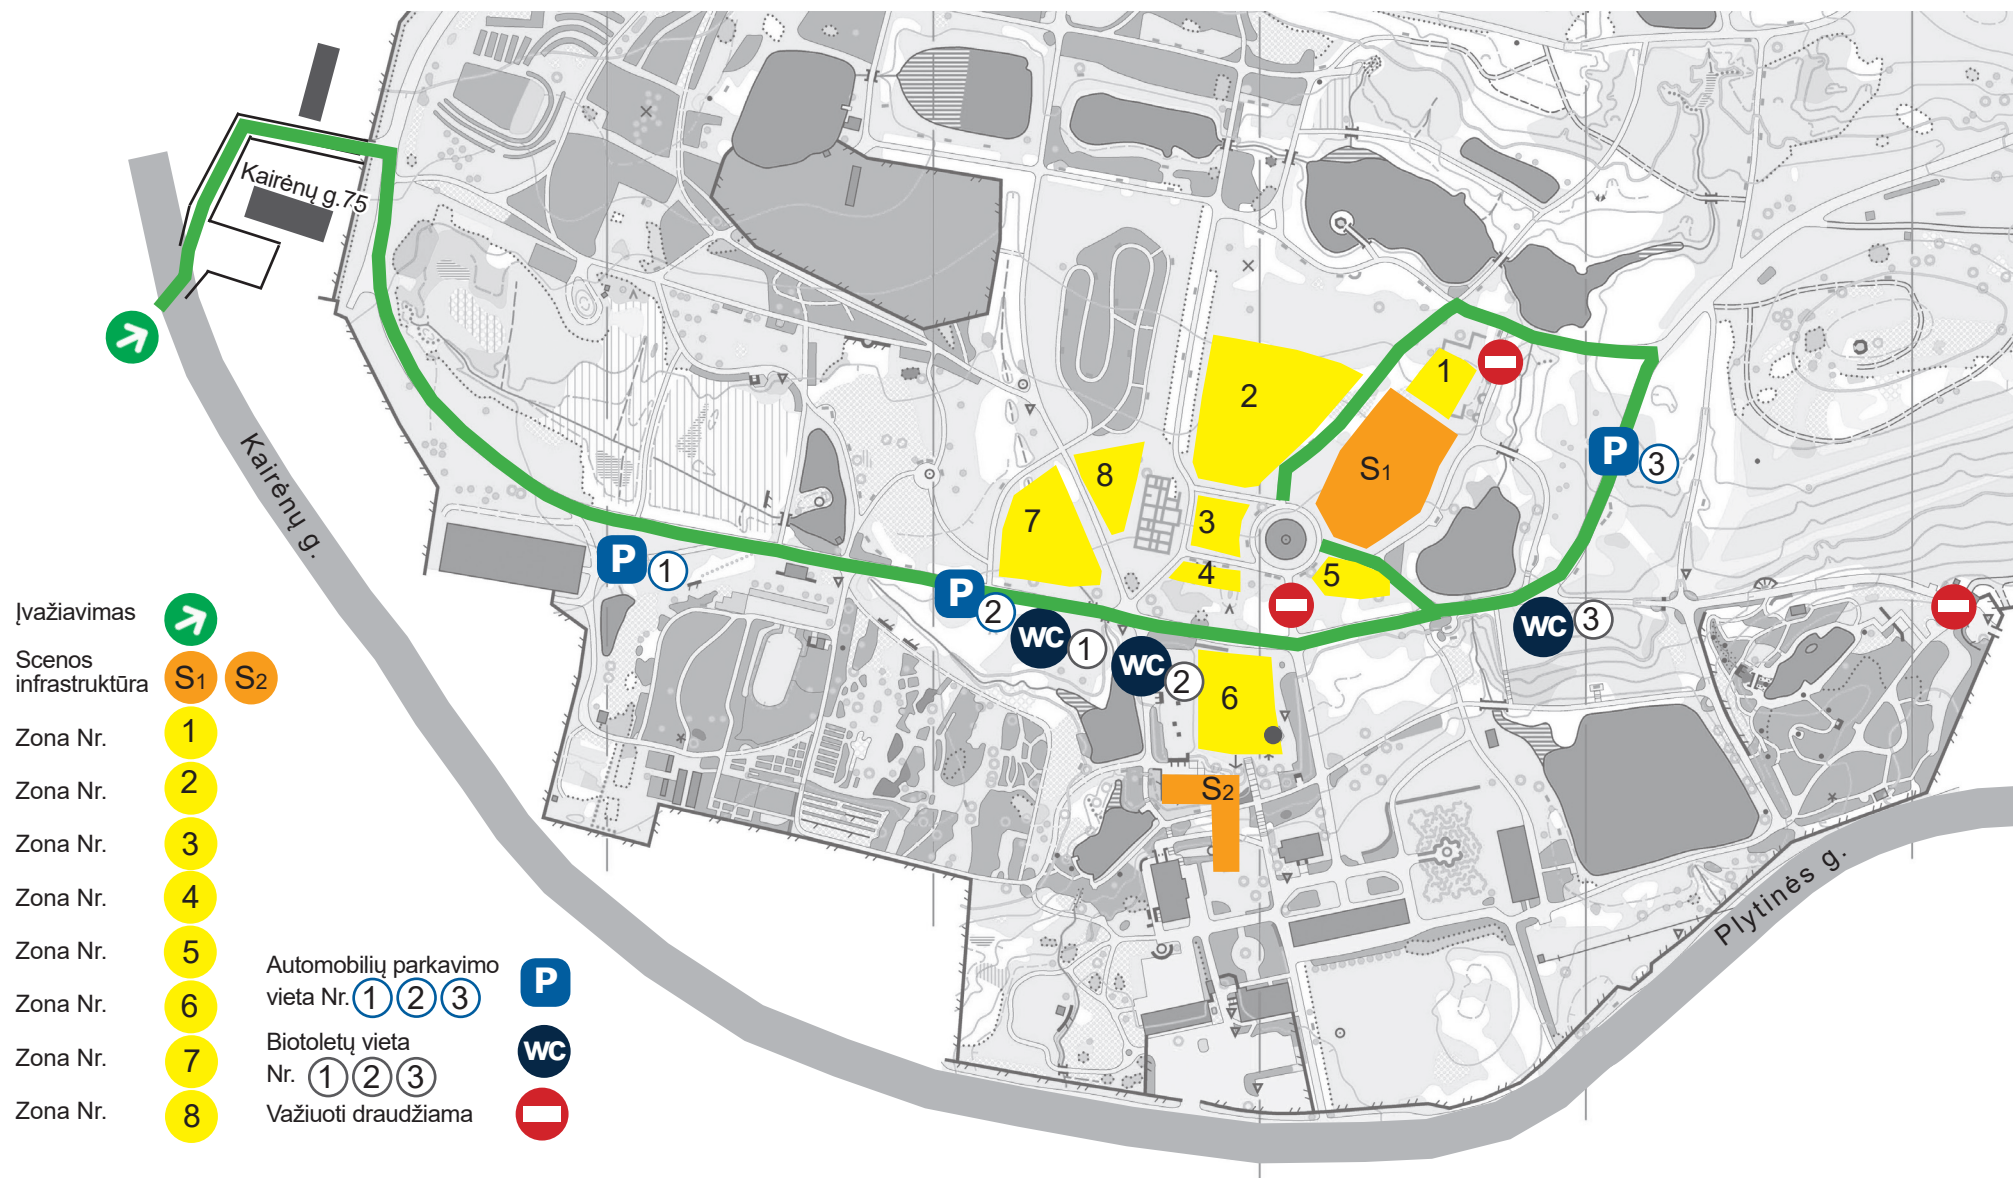 Kairėnų g.75
Kairėnų g.
1
2
S1
8
P
3
7
3
P
1
4
5
P
2
WC
1
WC
3
WC
2
6
S2
Plytinės g.
Įvažiavimas
Scenos
infrastruktūra
S1 S2
Zona Nr. 1
Zona Nr. 2
Zona Nr. 3
Zona Nr. 4
Zona Nr. 5
Zona Nr. 6
Zona Nr. 7
Zona Nr. 8
Automobilių parkavimo
vieta Nr. 1 2 3
P
Biotoletų vieta
Nr. 1 2 3
WC
Važiuoti draudžiama